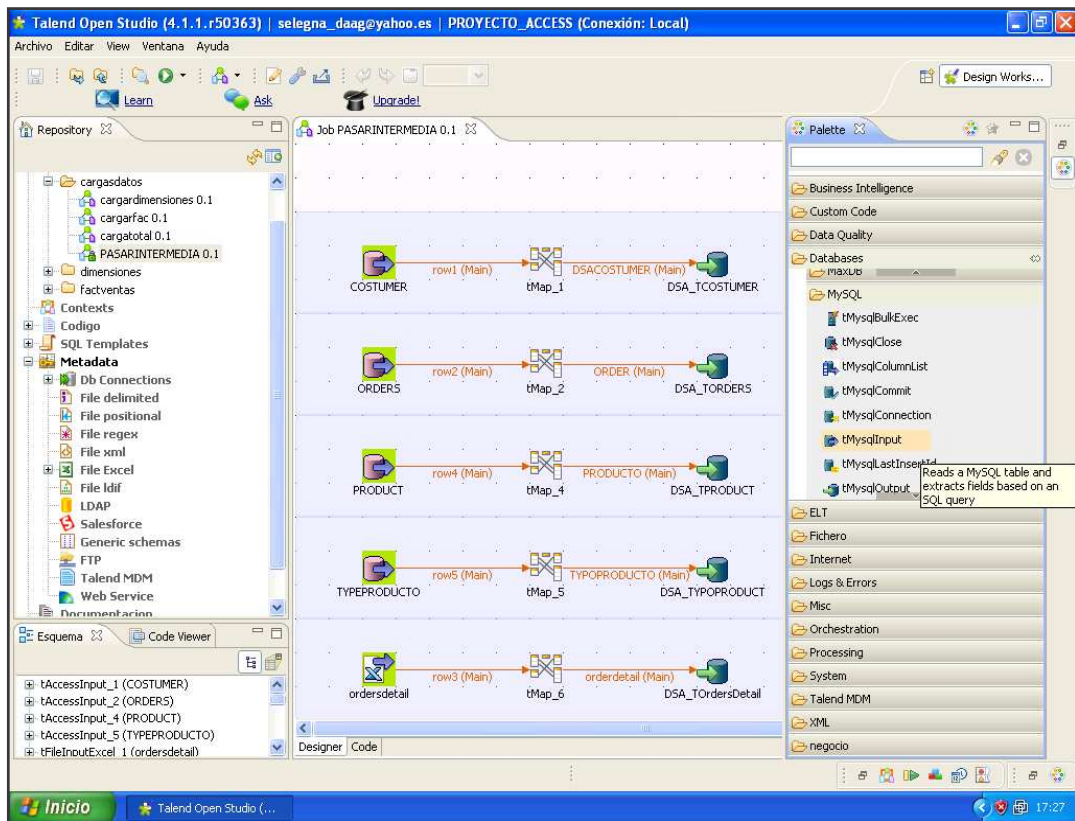 Talend Open Studio (4.1.1.r50363) | selegna_daag@yahoo.es | PROYECTO_ACCESS (Conexión: Local)
Archivo Editar View Ventana Ayuda
Design Works...
Learn Ask Upgrade!
Repository
cargasdatos
cargardimensiones 0.1
cargarfac 0.1
cargatotal 0.1
PASARINTERMEDIA 0.1
dimensiones
factventas
Contexts
Codigo
SQL Templates
Metadata
Db Connections
File delimited
File positional
File regex
File xml
File Excel
File ldif
LDAP
Salesforce
Generic schemas
FTP
Talend MDM
Web Service
Documentacion
Esquema Code Viewer
tAccessInput_1 (COSTUMER)
tAccessInput_2 (ORDERS)
tAccessInput_4 (PRODUCT)
tAccessInput_5 (TYPEPRODUCTO)
tFileInputExcel_1 (ordersdetail)
Job PASARINTERMEDIA 0.1
row1 (Main) DSACOSTUMER (Main)
COSTUMER tMap_1 DSA_TCOSTUMER
row2 (Main) ORDER (Main)
ORDERS tMap_2 DSA_TORDERS
row4 (Main) PRODUCTO (Main)
PRODUCT tMap_4 DSA_TPRODUCT
row5 (Main) TYPOPRODUCTO (Main)
TYPEPRODUCTO tMap_5 DSA_TYPOPRODUCT
row3 (Main) orderdetail (Main)
ordersdetail tMap_6 DSA_TOrdersDetail
Designer Code
Palette
Business Intelligence
Custom Code
Data Quality
Databases
MaxDB
MySQL
tMysqlBulkExec
tMysqlClose
tMysqlColumnList
tMysqlCommit
tMysqlConnection
tMysqlInput
tMysqlLastInsertId
tMysqlOutput
Reads a MySQL table and
extracts fields based on an
SQL query
ELT
Fichero
Internet
Logs & Errors
Misc
Orchestration
Processing
System
Talend MDM
XML
negocio
Inicio
Talend Open Studio (...
17:27